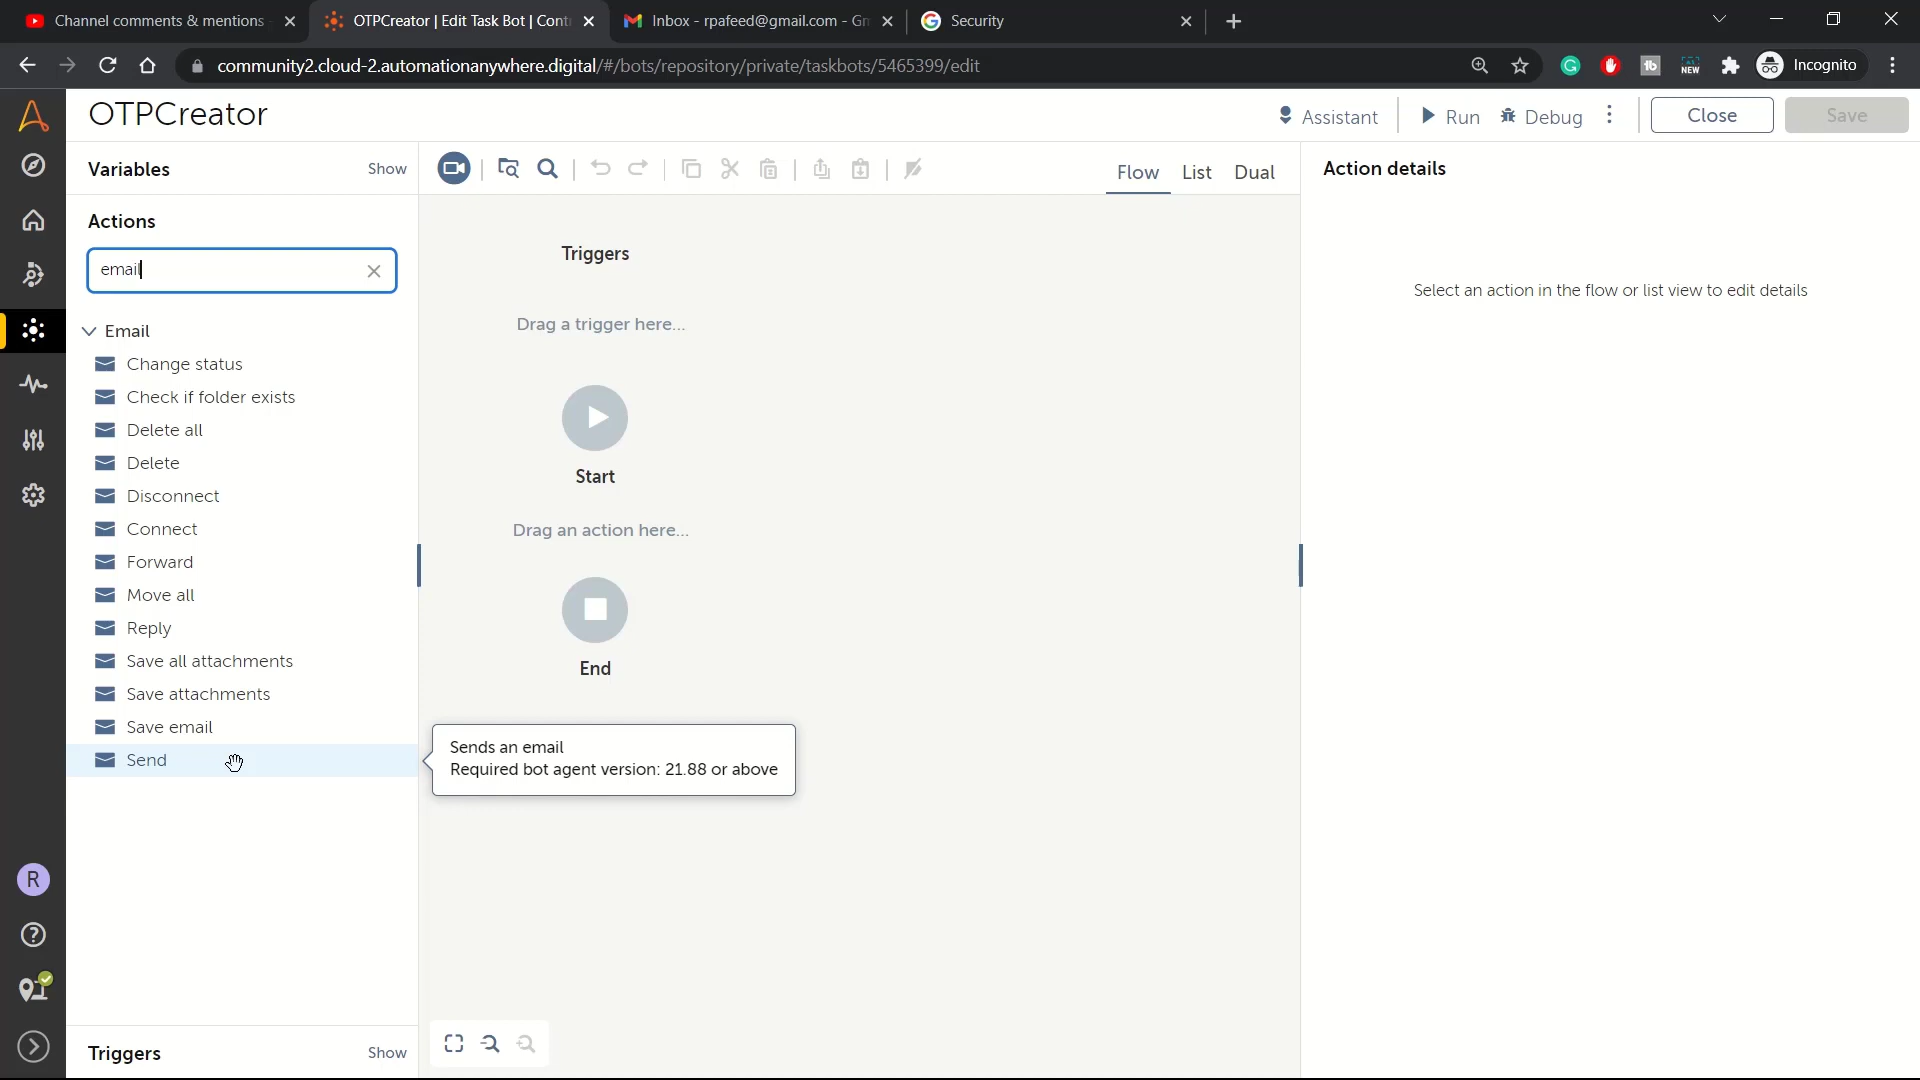 Channel comments & mentions
OTPCreator | Edit Task Bot | Cont
Inbox - rpafeed@gmail.com - Gm
Security
community2.cloud-2.automationanywhere.digital/#/bots/repository/private/taskbots/5465399/edit
NEW
Incognito
OTPCreator
Assistant
Run
Debug
Close
Save
Variables
Show
Flow
List
Dual
Action details
Actions
email
Triggers
Drag a trigger here...
Select an action in the flow or list view to edit details
Email
Change status
Check if folder exists
Delete all
Delete
Disconnect
Connect
Forward
Move all
Reply
Save all attachments
Save attachments
Save email
Send
Start
Drag an action here...
End
Sends an email
Required bot agent version: 21.88 or above
R
Triggers
Show